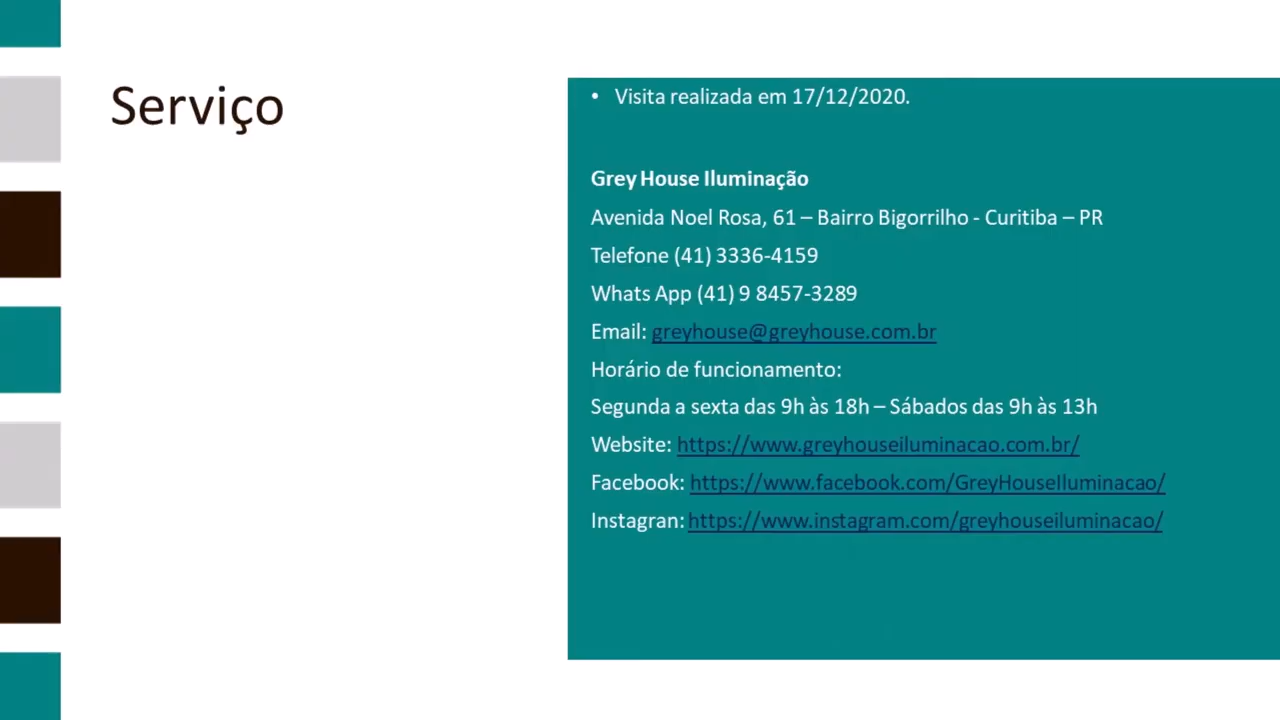 Serviço
• Visita realizada em 17/12/2020.
Grey House Iluminação
Avenida Noel Rosa, 61 – Bairro Bigorrilho - Curitiba – PR
Telefone (41) 3336-4159
Whats App (41) 9 8457-3289
Email: greyhouse@greyhouse.com.br
Horário de funcionamento:
Segunda a sexta das 9h às 18h – Sábados das 9h às 13h
Website: https://www.greyhouseiluminacao.com.br/
Facebook: https://www.facebook.com/GreyHouseIluminacao/
Instagran: https://www.instagram.com/greyhouseiluminacao/